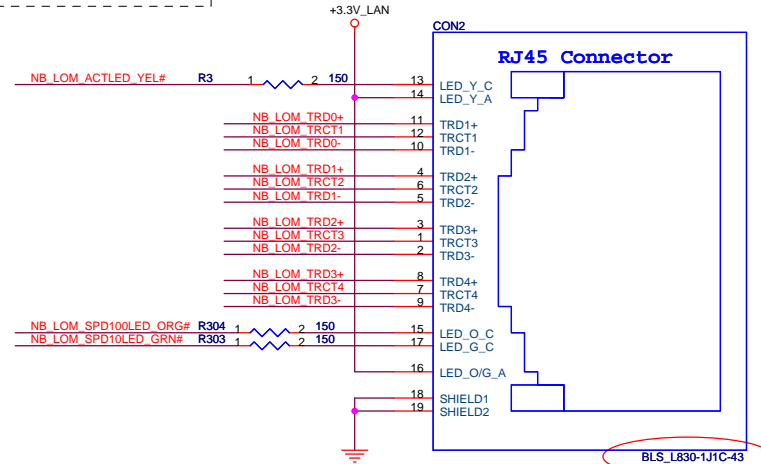 +3.3V_LAN
CON2
RJ45 Connector
NB_LOM_ACTLED_YEL# R3 1 2 150 13 LED_Y_C
14 LED_Y_A
NB_LOM_TRD0+ 11 TRD1+
NB_LOM_TRCT1 12 TRCT1
NB_LOM_TRD0- 10 TRD1-
NB_LOM_TRD1+ 4 TRD2+
NB_LOM_TRCT2 6 TRCT2
NB_LOM_TRD1- 5 TRD2-
NB_LOM_TRD2+ 3 TRD3+
NB_LOM_TRCT3 1 TRCT3
NB_LOM_TRD2- 2 TRD3-
NB_LOM_TRD3+ 8 TRD4+
NB_LOM_TRCT4 7 TRCT4
NB_LOM_TRD3- 9 TRD4-
NB_LOM_SPD100LED_ORG# R304 1 2 150 15 LED_O_C
NB_LOM_SPD10LED_GRN# R303 1 2 150 17 LED_G_C
16 LED_O/G_A
18 SHIELD1
19 SHIELD2
BLS_L830-1J1C-43